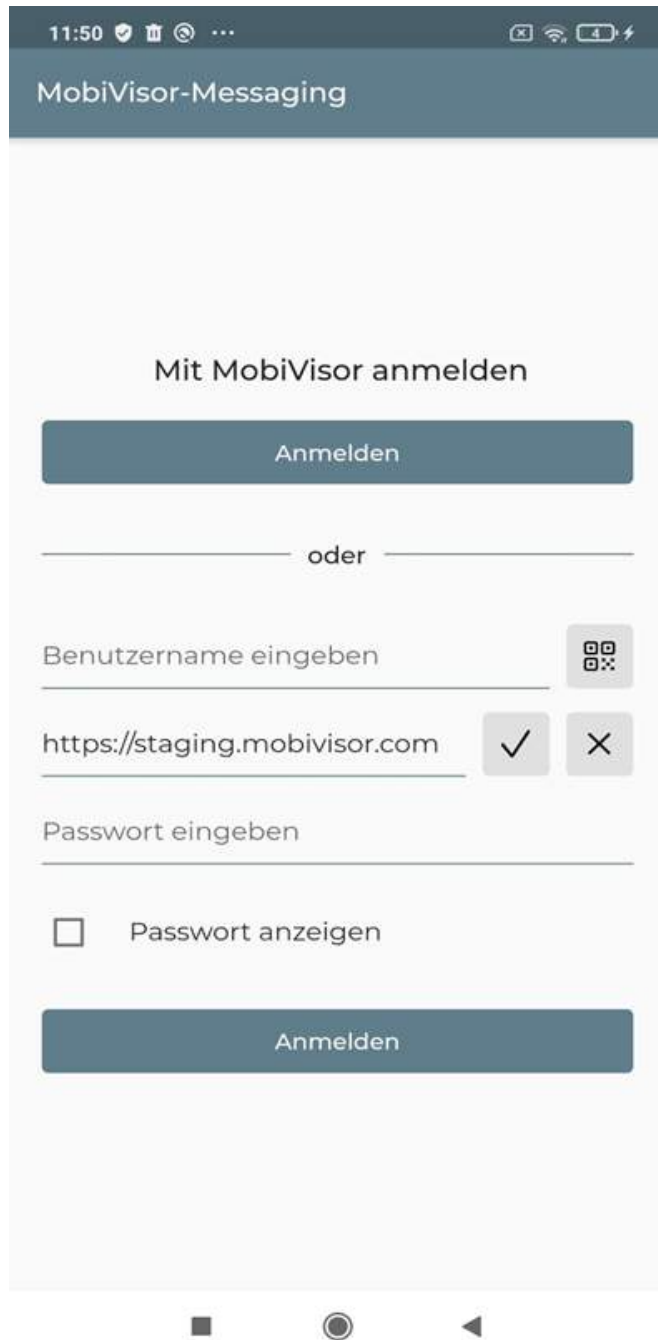 11:50
4
MobiVisor-Messaging
Mit MobiVisor anmelden
Anmelden
oder
Benutzername eingeben
https://staging.mobivisor.com
Passwort eingeben
Passwort anzeigen
Anmelden